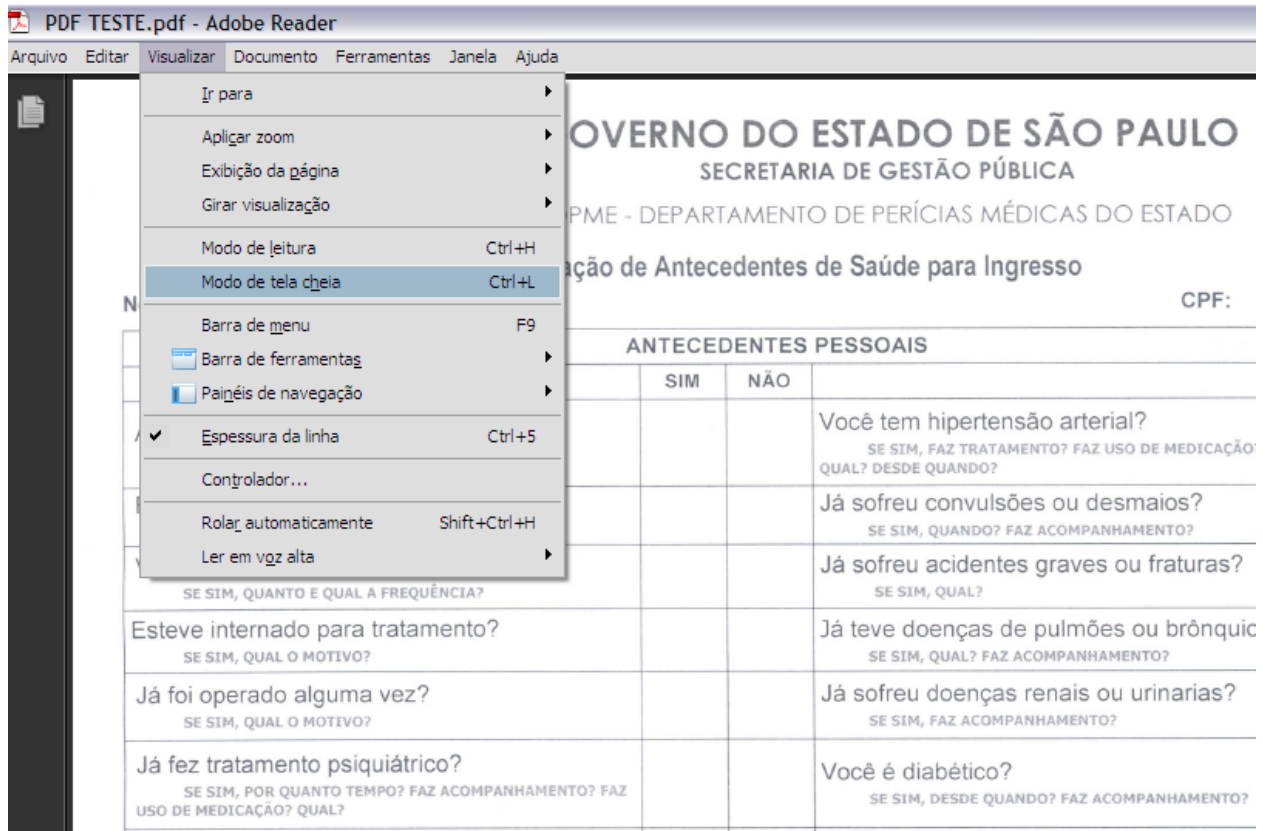 PDF TESTE.pdf - Adobe Reader
Arquivo Editar Visualizar Documento Ferramentas Janela Ajuda
Ir para
Aplicar zoom
Exibição da página
Girar visualização
Modo de leitura Ctrl+H
Modo de tela cheia Ctrl+L
Barra de menu F9
Barra de ferramentas
Painéis de navegação
Espessura da linha Ctrl+5
Controlador...
Rolar automaticamente Shift+Ctrl+H
Ler em voz alta
OVERNO DO ESTADO DE SÃO PAULO
SECRETARIA DE GESTÃO PÚBLICA
PME - DEPARTAMENTO DE PERÍCIAS MÉDICAS DO ESTADO
ação de Antecedentes de Saúde para Ingresso
CPF:
ANTECEDENTES PESSOAIS
SIM NÃO
Você tem hipertensão arterial?
SE SIM, FAZ TRATAMENTO? FAZ USO DE MEDICAÇÃO?
QUAL? DESDE QUANDO?
Já sofreu convulsões ou desmaios?
SE SIM, QUANDO? FAZ ACOMPANHAMENTO?
Já sofreu acidentes graves ou fraturas?
SE SIM, QUANTO E QUAL A FREQUÊNCIA?
SE SIM, QUAL?
Esteve internado para tratamento?
SE SIM, QUAL O MOTIVO?
Já teve doenças de pulmões ou brônquio
SE SIM, QUAL? FAZ ACOMPANHAMENTO?
Já foi operado alguma vez?
SE SIM, QUAL O MOTIVO?
Já sofreu doenças renais ou urinarias?
SE SIM, FAZ ACOMPANHAMENTO?
Já fez tratamento psiquiátrico?
SE SIM, POR QUANTO TEMPO? FAZ ACOMPANHAMENTO? FAZ
USO DE MEDICAÇÃO? QUAL?
Você é diabético?
SE SIM, DESDE QUANDO? FAZ ACOMPANHAMENTO?